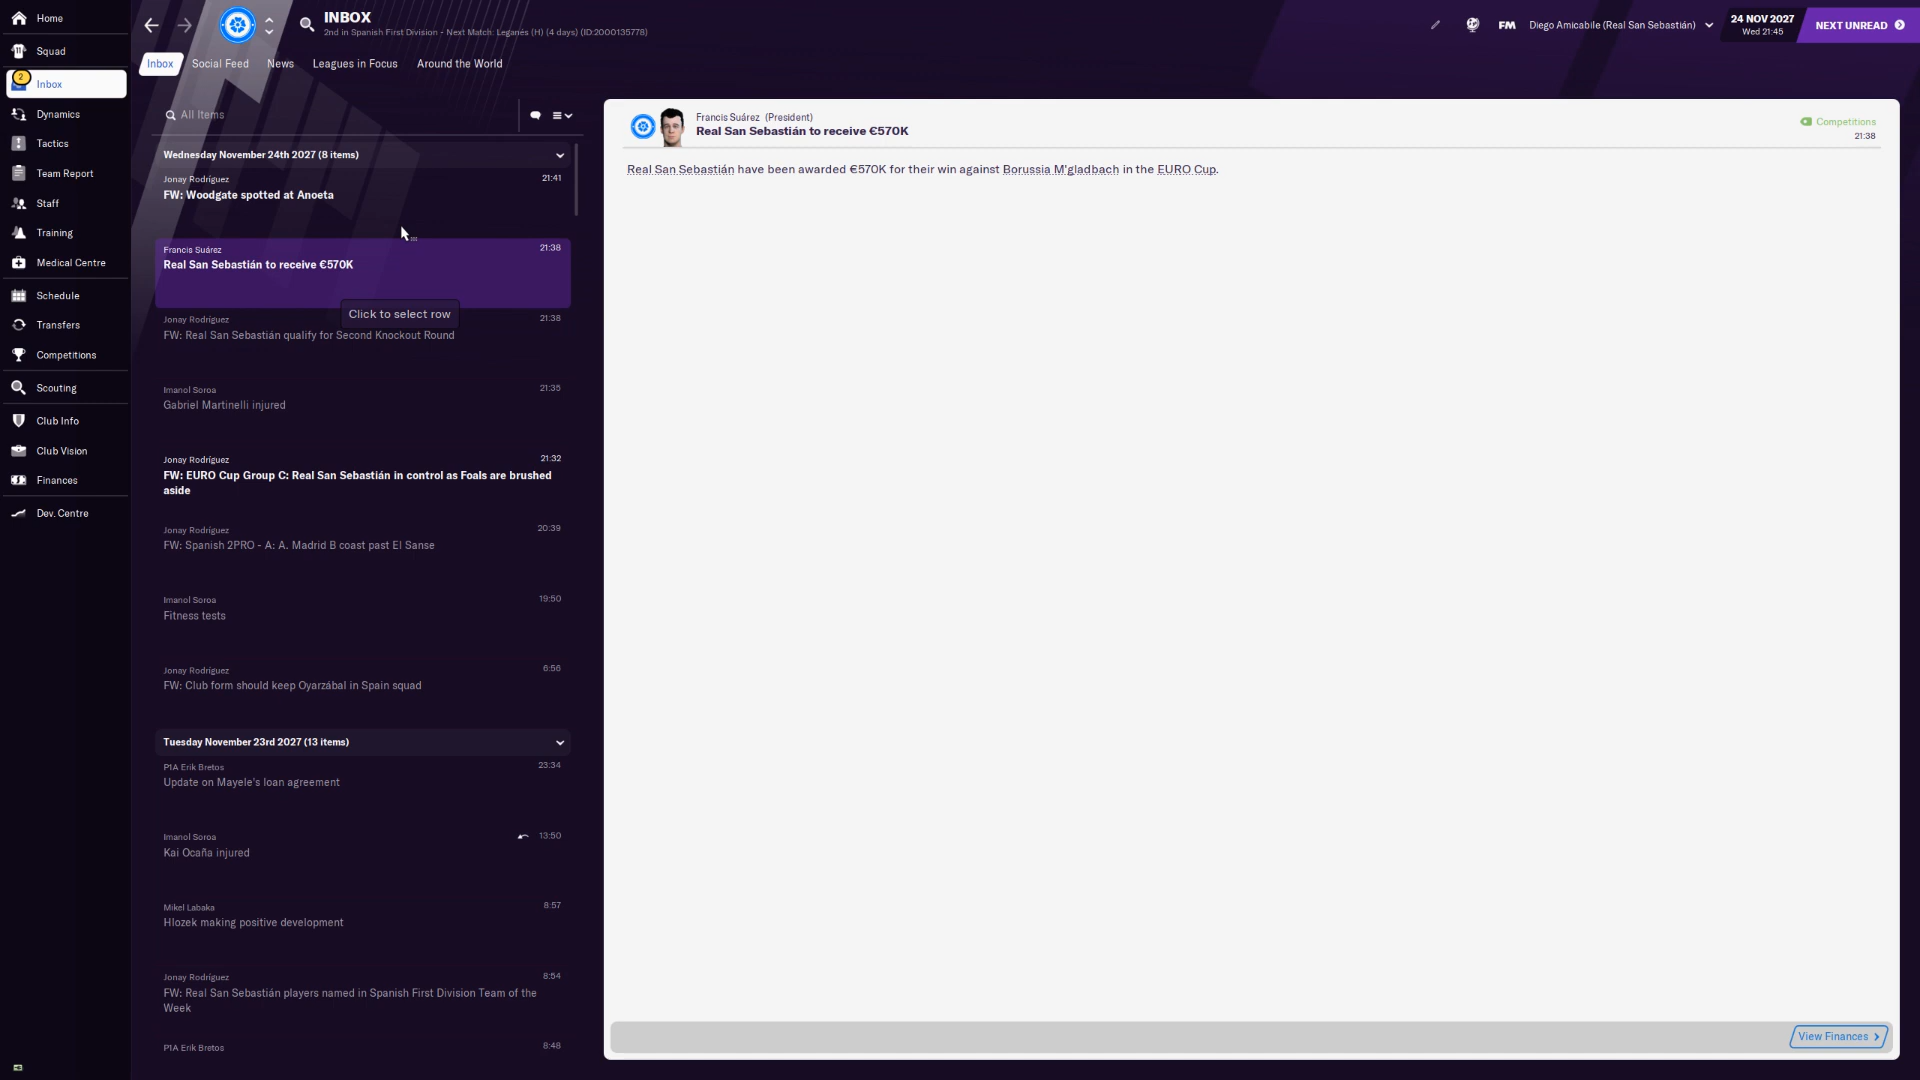 Home
Squad
2
Inbox
Dynamics
Tactics
Team Report
Staff
Training
Medical Centre
Schedule
Transfers
Competitions
Scouting
Club Info
Club Vision
Finances
Dev. Centre
INBOX
2nd in Spanish First Division - Next Match: Leganés (H) (4 days) (ID:2000135778)
FM
Diego Amicabile (Real San Sebastián)
24 NOV 2027
Wed 21:45
NEXT UNREAD
Inbox
Social Feed
News
Leagues in Focus
Around the World
All Items
Wednesday November 24th 2027 (8 items)
Jonay Rodríguez 21:41
FW: Woodgate spotted at Anoeta
Francis Suárez 21:38
Real San Sebastián to receive €570K
Click to select row
Jonay Rodríguez 21:38
FW: Real San Sebastián qualify for Second Knockout Round
Imanol Soroa 21:35
Gabriel Martinelli injured
Jonay Rodríguez 21:32
FW: EURO Cup Group C: Real San Sebastián in control as Foals are brushed
aside
Jonay Rodríguez 20:39
FW: Spanish 2PRO - A: A. Madrid B coast past El Sanse
Imanol Soroa 19:50
Fitness tests
Jonay Rodríguez 6:56
FW: Club form should keep Oyarzábal in Spain squad
Tuesday November 23rd 2027 (13 items)
P1A Erik Bretos 23:34
Update on Mayele's loan agreement
Imanol Soroa 13:50
Kai Ocaña injured
Mikel Labaka 8:57
Hlozek making positive development
Jonay Rodríguez 8:54
FW: Real San Sebastián players named in Spanish First Division Team of the
Week
P1A Erik Bretos 8:48
Francis Suárez (President)
Real San Sebastián to receive €570K
Competitions
21:38
Real San Sebastián have been awarded €570K for their win against Borussia M'gladbach in the EURO Cup.
View Finances